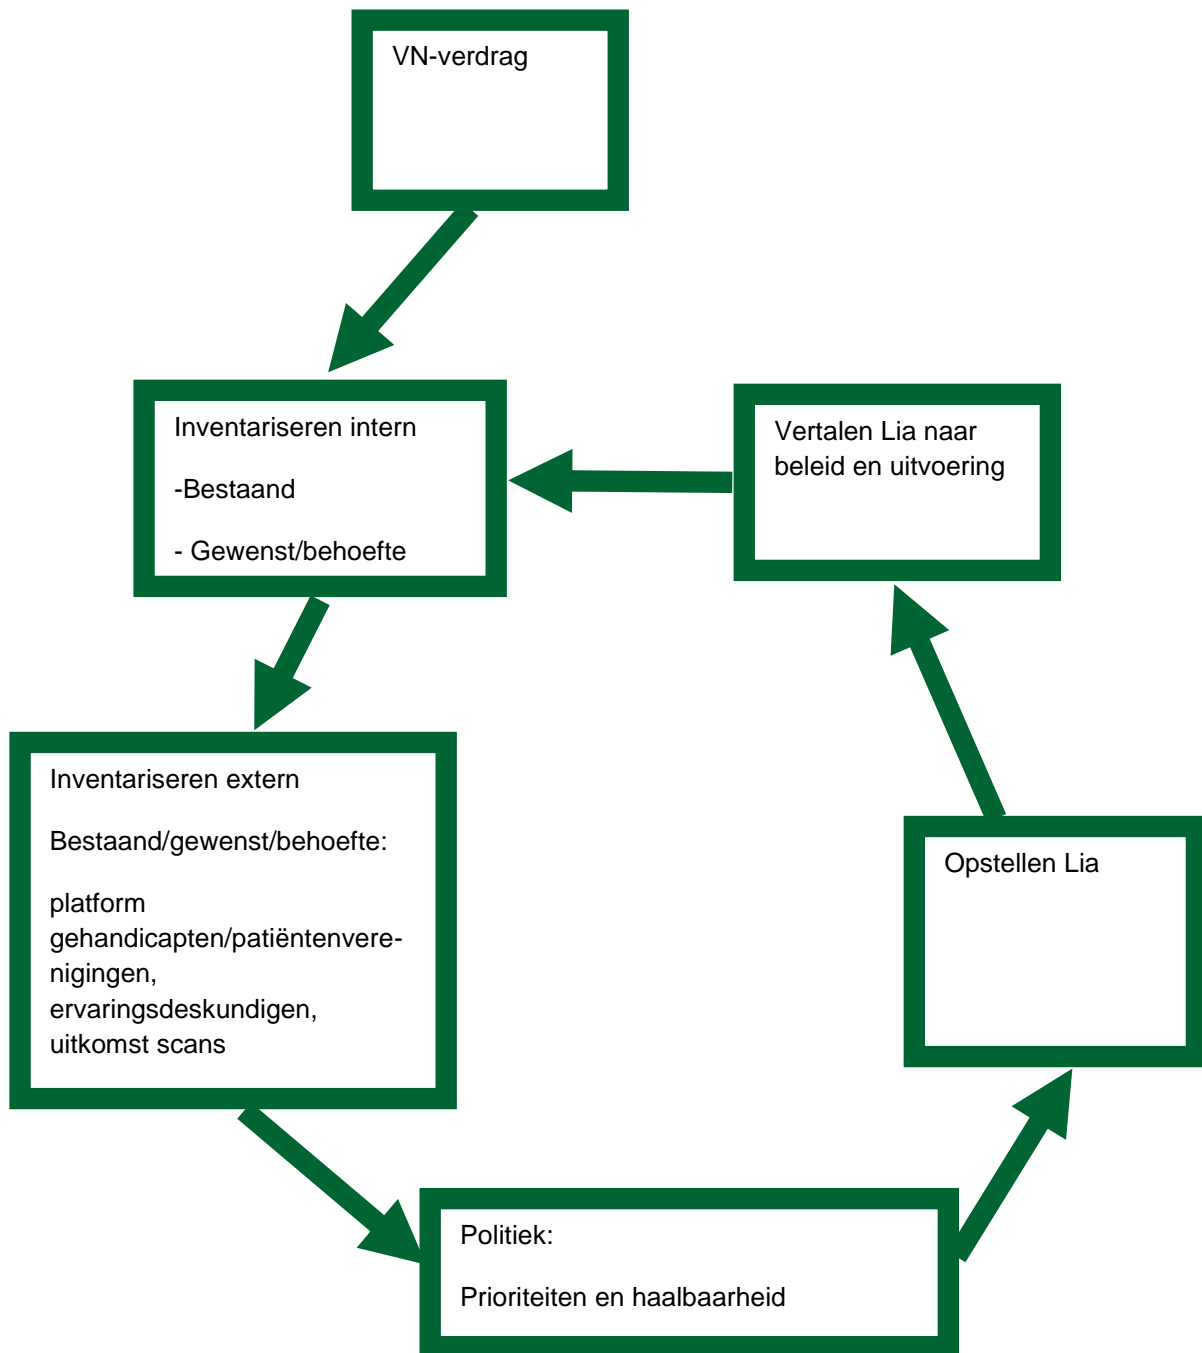 VN-verdrag
Inventariseren intern
-Bestaand
- Gewenst/behoefte
Vertalen Lia naar
beleid en uitvoering
Inventariseren extern
Bestaand/gewenst/behoefte:
platform
gehandicapten/patiëntenvere-
nigingen,
ervaringsdeskundigen,
uitkomst scans
Opstellen Lia
Politiek:
Prioriteiten en haalbaarheid